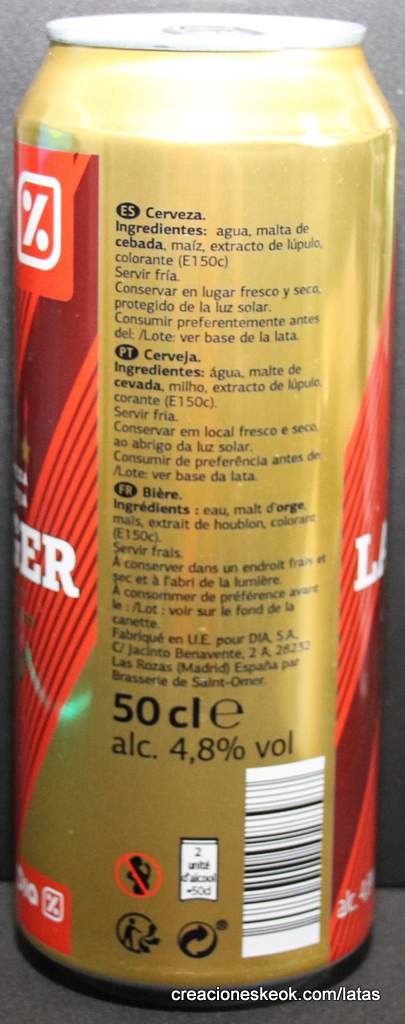 %
ES Cerveza.
Ingredientes: agua, malta de
cebada, maíz, extracto de lúpulo,
colorante (E150c)
Servir fría.
Conservar en lugar fresco y seco,
protegido de la luz solar.
Consumir preferentemente antes
del: /Lote: ver base de la lata.
PT Cerveja.
Ingredientes: água, malte de
cevada, milho, extracto de lúpulo,
corante (E150c).
Servir fria.
Conservar em local fresco e seco,
ao abrigo da luz solar.
Consumir de preferência antes de
/Lote: ver base da lata.
FR Bière.
Ingrédients : eau, malt d'orge,
maïs, extrait de houblon, colorant
(E150c).
Servir frais.
À conserver dans un endroit frais et
sec et à l'abri de la lumière.
À consommer de préférence avant
le : /Lot : voir sur le fond de la
canette.
Fabriqué en U.E. pour DIA, S.A.,
C/ Jacinto Benavente, 2 A, 28232
Las Rozas (Madrid) España par
Brasserie de Saint-Omer.
50 cl e
alc. 4,8% vol
GER
LA
2
unité
d'alcool
•50cl
®
Dia %
alc. 4,
creacioneskeok.com/latas